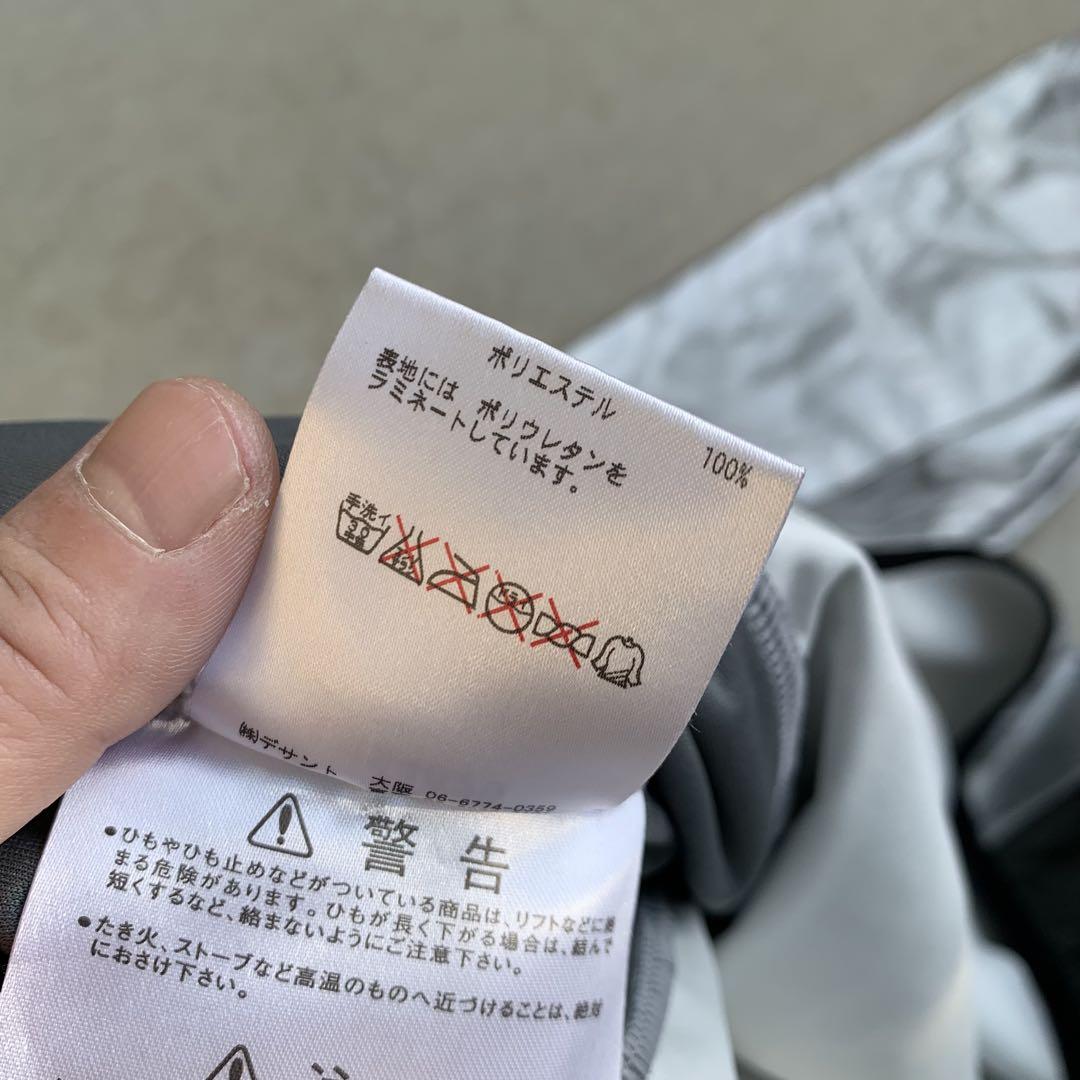 ポリエステル 100%
表地には ポリウレタンを
ラミネートしています。
手洗イ
30
中性
(株)デサント 大阪 06-6774-0359
警告
●ひもやひも止めなどがついている商品は、リフトなどに絡
まる危険があります。ひもが長く下がる場合は、結んで
短くするなど、絡まないようにご注意下さい。
●たき火、ストーブなど高温のものへ近づけることは、絶対
におさけ下さい。